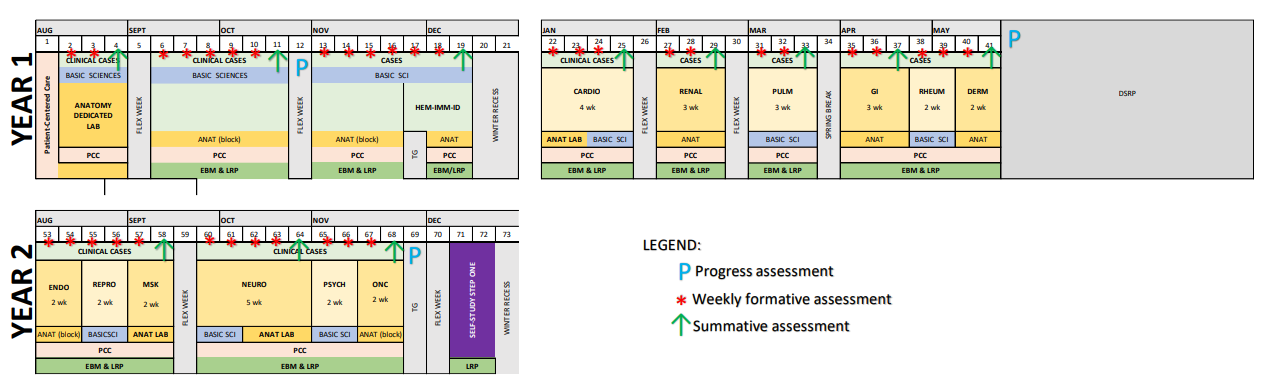 YEAR 1
AUG SEPT OCT NOV DEC
1 2 3 4 5 6 7 8 9 10 11 12 13 14 15 16 17 18 19 20 21
Patient-Centered Care
CLINICAL CASES
BASIC SCIENCES
ANATOMY
DEDICATED
LAB
PCC
FLEX WEEK
CLINICAL CASES
BASIC SCIENCES
ANAT (block)
PCC
EBM & LRP
P
FLEX WEEK
CASES
BASIC SCI
HEM-IMM-ID
ANAT (block)
PCC
EBM & LRP
TG
ANAT
PCC
EBM/LRP
WINTER RECESS
JAN FEB MAR APR MAY
22 23 24 25 26 27 28 29 30 31 32 33 34 35 36 37 38 39 40 41
CLINICAL CASES
CARDIO
4 wk
ANAT LAB BASIC SCI
PCC
EBM & LRP
FLEX WEEK
CASES
RENAL
3 wk
ANAT
PCC
EBM & LRP
FLEX WEEK
CASES
PULM
3 wk
BASIC SCI
PCC
EBM & LRP
SPRING BREAK
CASES
GI RHEUM DERM
3 wk 2 wk 2 wk
ANAT BASIC SCI ANAT
PCC
EBM & LRP
P
DSRP
YEAR 2
AUG SEPT OCT NOV DEC
53 54 55 56 57 58 59 60 61 62 63 64 65 66 67 68 69 70 71 72 73
CLINICAL CASES
ENDO REPRO MSK
2 wk 2 wk 2 wk
ANAT (block) BASICSCI ANAT LAB
PCC
EBM & LRP
FLEX WEEK
CLINICAL CASES
NEURO PSYCH ONC
5 wk 2 wk 2 wk
BASIC SCI ANAT LAB BASIC SCI ANAT (block)
PCC
EBM & LRP
P
TG
FLEX WEEK
SELF-STUDY STEP ONE
LRP
WINTER RECESS
LEGEND:
P Progress assessment
* Weekly formative assessment
↑ Summative assessment